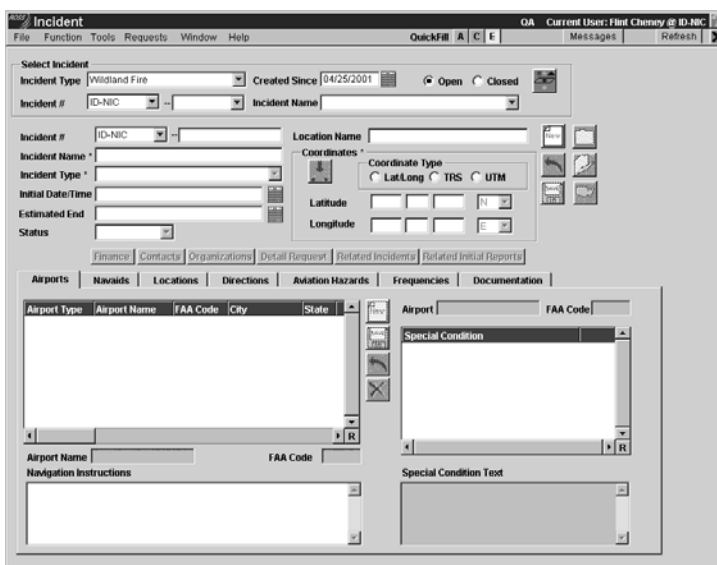 ROSS Incident QA Current User: Flint Cheney @ ID-NIC
File Function Tools Requests Window Help QuickFill A C E Messages Refresh
Select Incident
Incident Type Wildland Fire Created Since 04/25/2001 Open Closed
Incident # ID-NIC -- Incident Name
Incident # ID-NIC -- Location Name New
Incident Name * Coordinates *
Incident Type * Coordinate Type
Lat/Long TRS UTM
Initial Date/Time Latitude N
Estimated End
Status Longitude E
Finance Contacts Organizations Detail Request Related Incidents Related Initial Reports
Airports Navaids Locations Directions Aviation Hazards Frequencies Documentation
Airport Type Airport Name FAA Code City State New Airport FAA Code
Special Condition
R
R
Airport Name FAA Code
Navigation Instructions Special Condition Text